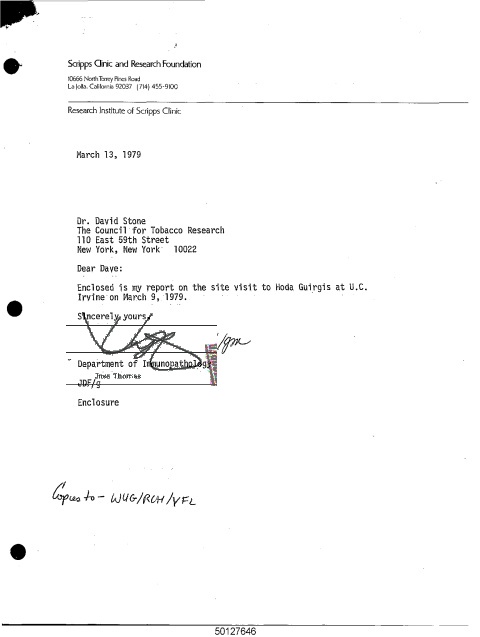 Scripps Clinic and Research Foundation
10666 North Torrey Pines Road
La Jolla, California 92037 (714) 455-9100
Research Institute of Scripps Clinic
March 13, 1979
Dr. David Stone
The Council for Tobacco Research
110 East 59th Street
New York, New York 10022
Dear Dave:
Enclosed is my report on the site visit to Hoda Guirgis at U.C.
Irvine on March 9, 1979.
Sincerely yours,
/gm
Department of Immunopathology
Thomas
JDF/g
Enclosure
Copies to - WUG/RCH/VFL
50127646